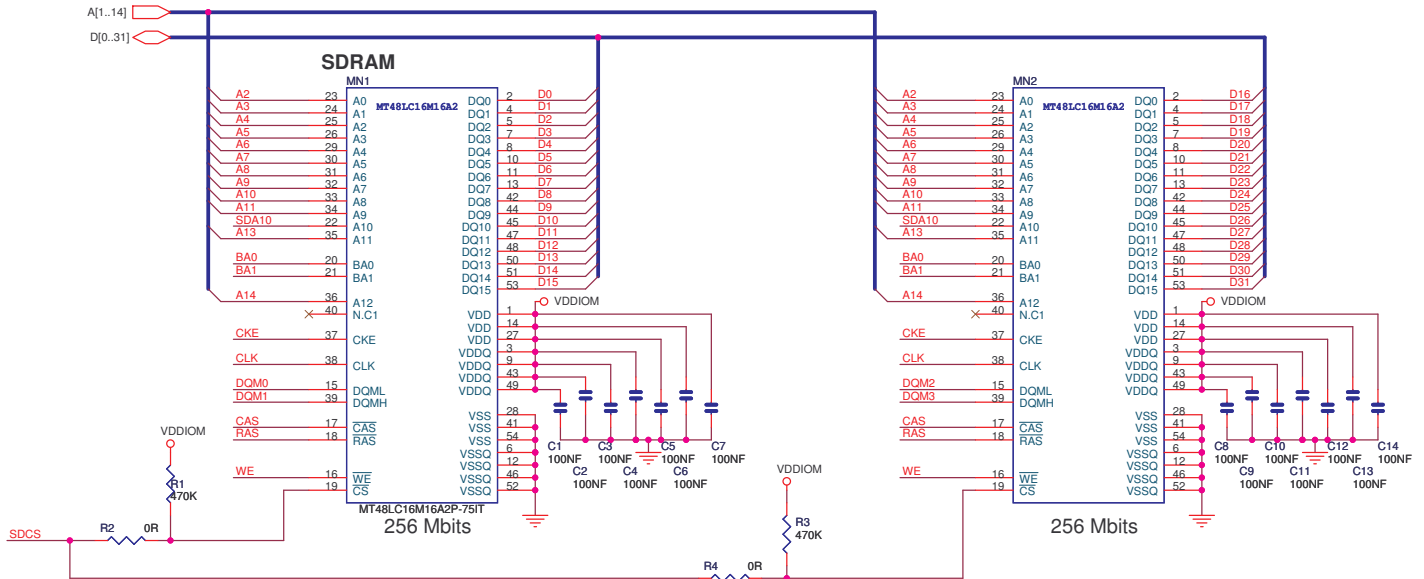 A[1..14]
D[0..31]
SDRAM
MN1
MT48LC16M16A2
A2 23 A0 DQ0 2 D0
A3 24 A1 DQ1 4 D1
A4 25 A2 DQ2 5 D2
A5 26 A3 DQ3 7 D3
A6 29 A4 DQ4 8 D4
A7 30 A5 DQ5 10 D5
A8 31 A6 DQ6 11 D6
A9 32 A7 DQ7 13 D7
A10 33 A8 DQ8 42 D8
A11 34 A9 DQ9 44 D9
SDA10 22 A10 DQ10 45 D10
A13 35 A11 DQ11 47 D11
DQ12 48 D12
BA0 20 BA0 DQ13 50 D13
BA1 21 BA1 DQ14 51 D14
DQ15 53 D15
A14 36 A12 VDDIOM
40 N.C1 VDD 1
VDD 14
CKE 37 CKE VDD 27
VDDQ 3
CLK 38 CLK VDDQ 9
VDDQ 43
DQM0 15 DQML VDDQ 49
DQM1 39 DQMH
VSS 28
CAS 17 CAS VSS 41
RAS 18 RAS VSS 54
VSSQ 6
VSSQ 12
WE 16 WE VSSQ 46
19 CS VSSQ 52
MT48LC16M16A2P-75IT
256 Mbits
C1 C3 C5 C7
100NF 100NF 100NF 100NF
C2 C4 C6
100NF 100NF 100NF
VDDIOM
R1
470K
SDCS
R2 0R
VDDIOM
R3
470K
R4 0R
MN2
MT48LC16M16A2
A2 23 A0 DQ0 2 D16
A3 24 A1 DQ1 4 D17
A4 25 A2 DQ2 5 D18
A5 26 A3 DQ3 7 D19
A6 29 A4 DQ4 8 D20
A7 30 A5 DQ5 10 D21
A8 31 A6 DQ6 11 D22
A9 32 A7 DQ7 13 D23
A10 33 A8 DQ8 42 D24
A11 34 A9 DQ9 44 D25
SDA10 22 A10 DQ10 45 D26
A13 35 A11 DQ11 47 D27
DQ12 48 D28
BA0 20 BA0 DQ13 50 D29
BA1 21 BA1 DQ14 51 D30
DQ15 53 D31
A14 36 A12 VDDIOM
40 N.C1 VDD 1
VDD 14
CKE 37 CKE VDD 27
VDDQ 3
CLK 38 CLK VDDQ 9
VDDQ 43
DQM2 15 DQML VDDQ 49
DQM3 39 DQMH
VSS 28
CAS 17 CAS VSS 41
RAS 18 RAS VSS 54
VSSQ 6
VSSQ 12
WE 16 WE VSSQ 46
19 CS VSSQ 52
256 Mbits
C8 C10 C12 C14
100NF 100NF 100NF 100NF
C9 C11 C13
100NF 100NF 100NF